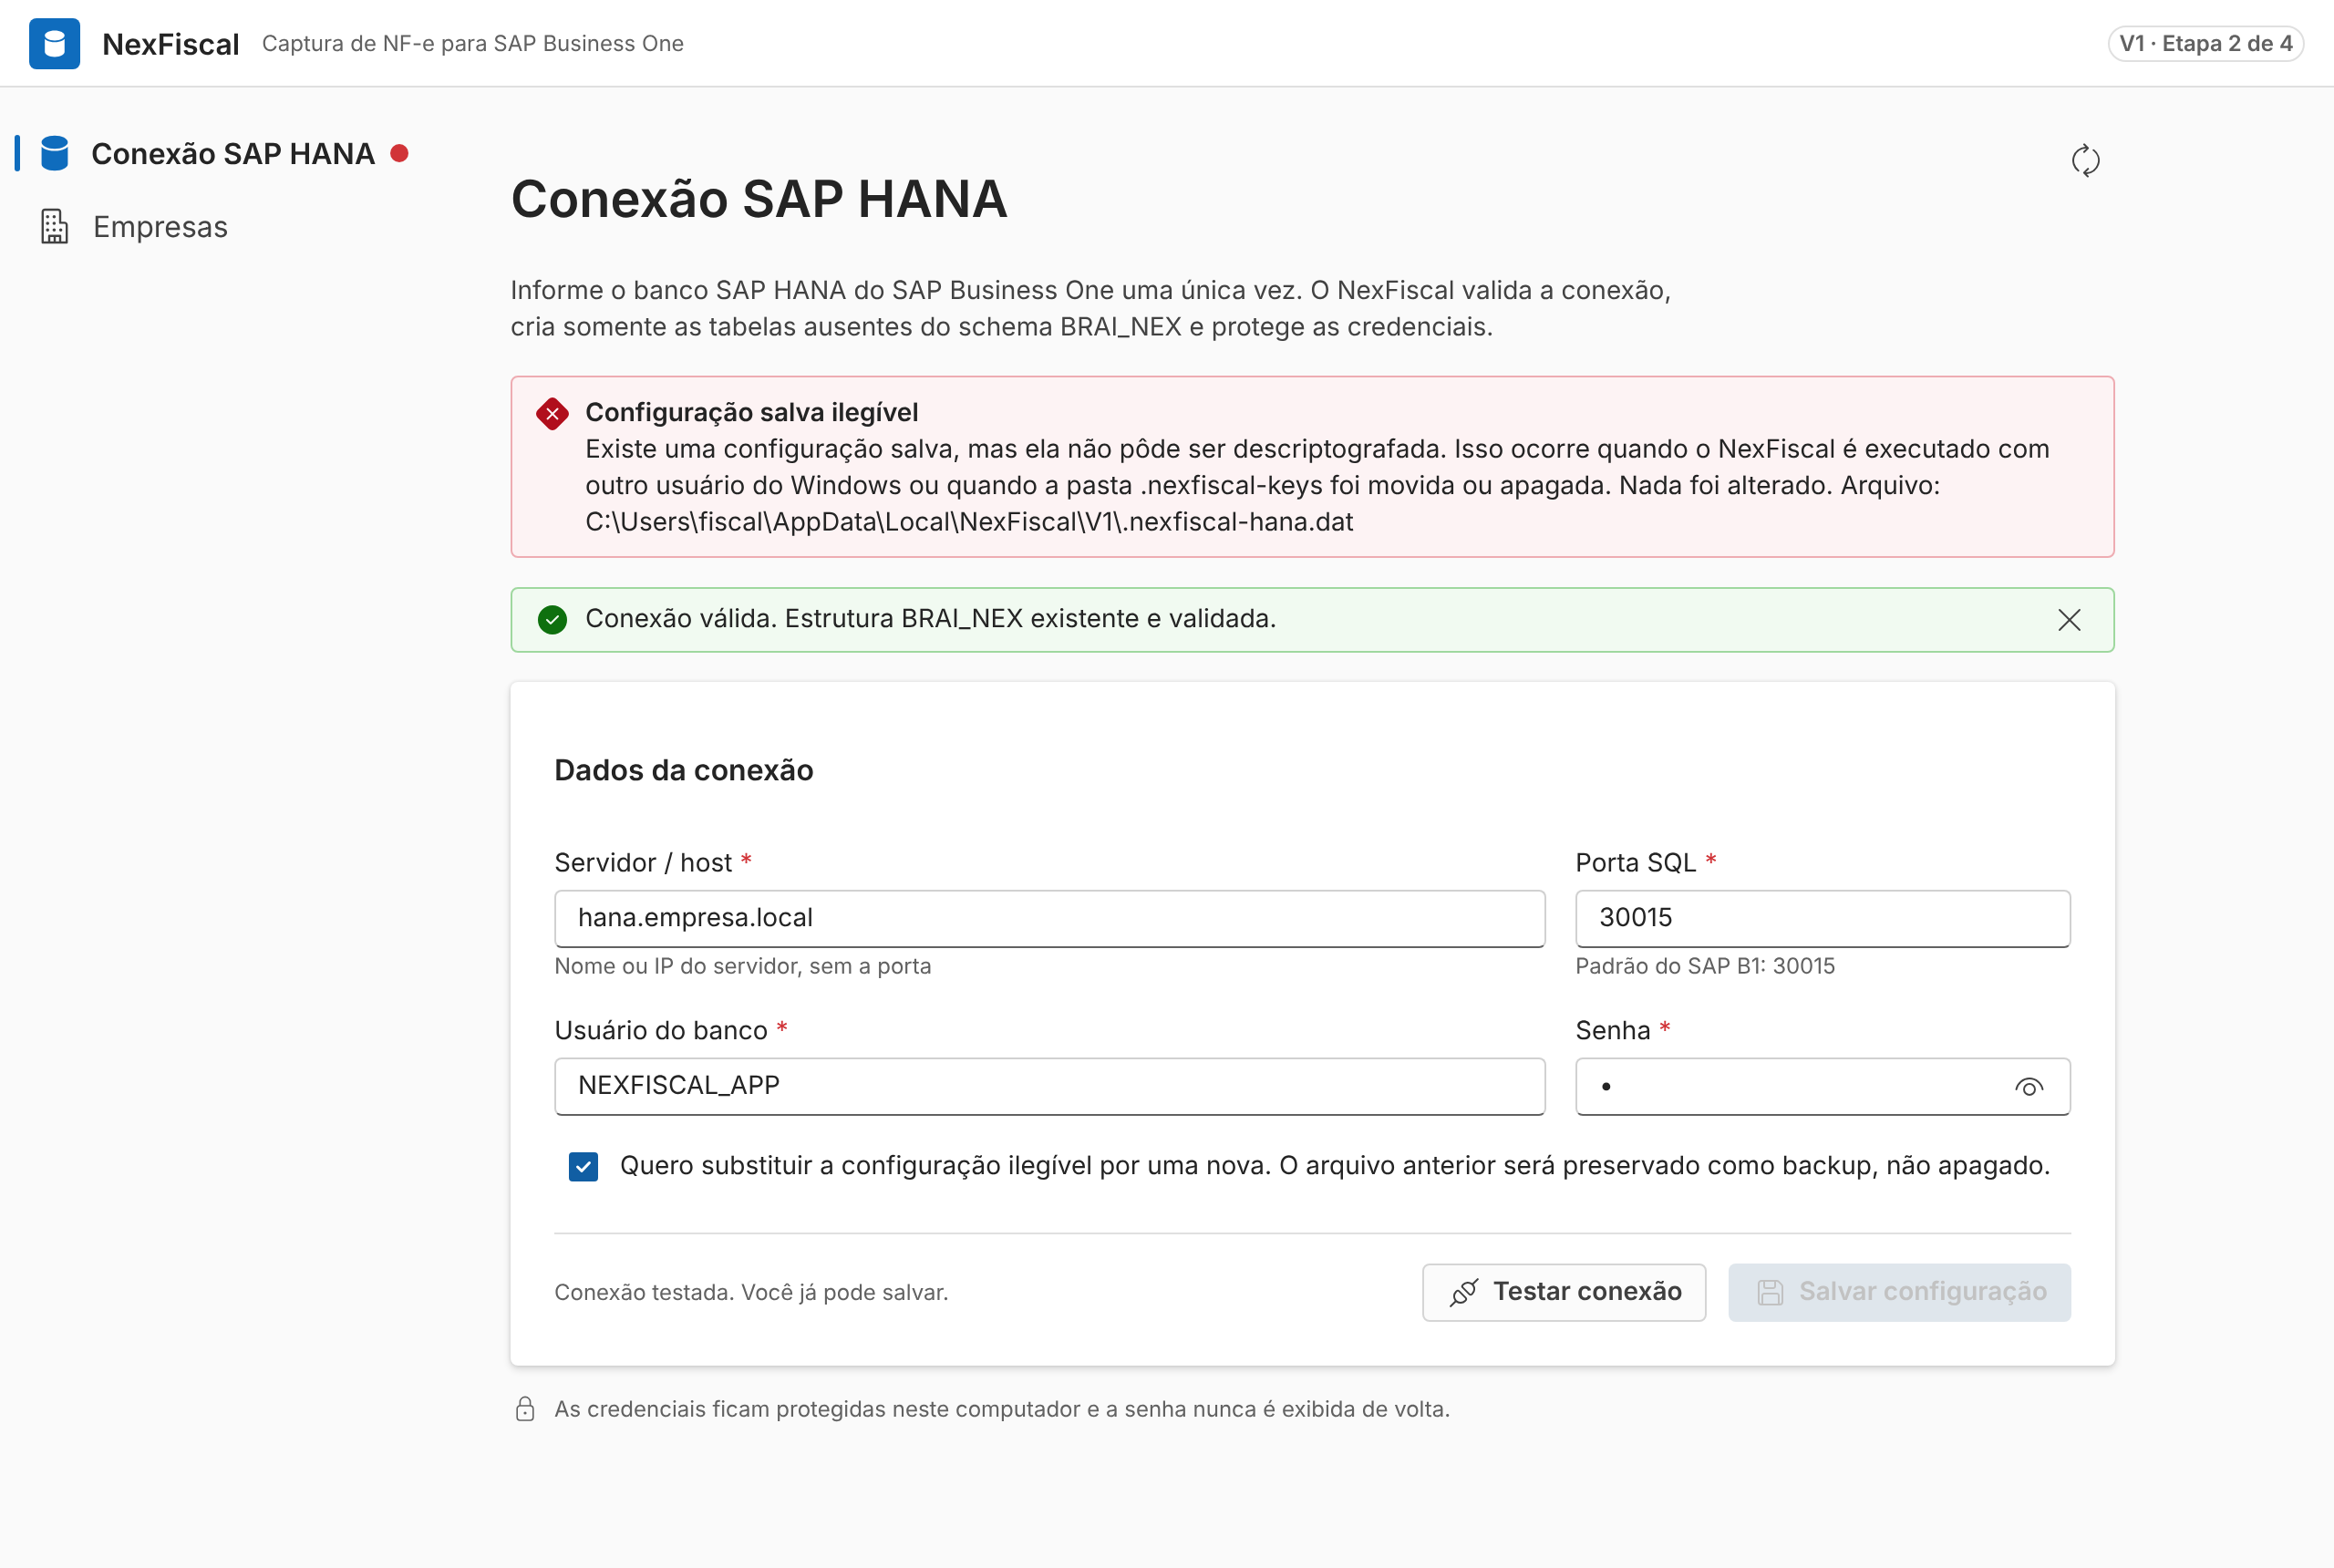 NexFiscal Captura de NF-e para SAP Business One
V1 · Etapa 2 de 4
Conexão SAP HANA
Empresas
Conexão SAP HANA
Informe o banco SAP HANA do SAP Business One uma única vez. O NexFiscal valida a conexão,
cria somente as tabelas ausentes do schema BRAI_NEX e protege as credenciais.
Configuração salva ilegível
Existe uma configuração salva, mas ela não pôde ser descriptografada. Isso ocorre quando o NexFiscal é executado com
outro usuário do Windows ou quando a pasta .nexfiscal-keys foi movida ou apagada. Nada foi alterado. Arquivo:
C:\Users\fiscal\AppData\Local\NexFiscal\V1\.nexfiscal-hana.dat
Conexão válida. Estrutura BRAI_NEX existente e validada.
Dados da conexão
Servidor / host *
hana.empresa.local
Nome ou IP do servidor, sem a porta
Porta SQL *
30015
Padrão do SAP B1: 30015
Usuário do banco *
NEXFISCAL_APP
Senha *
•
Quero substituir a configuração ilegível por uma nova. O arquivo anterior será preservado como backup, não apagado.
Conexão testada. Você já pode salvar.
Testar conexão
Salvar configuração
As credenciais ficam protegidas neste computador e a senha nunca é exibida de volta.